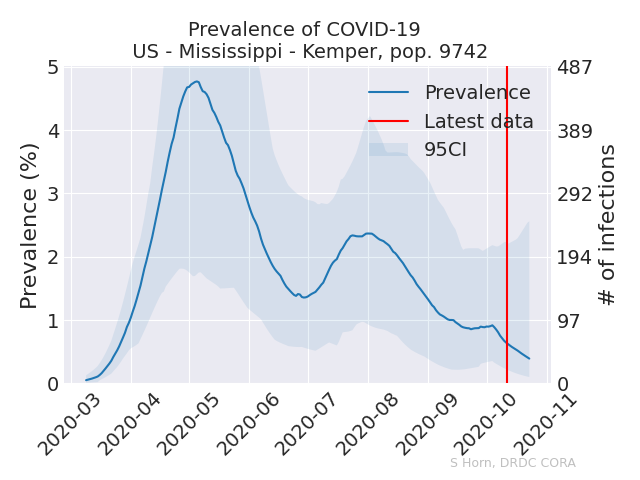 Prevalence of COVID-19
US - Mississippi - Kemper, pop. 9742
Prevalence (%)
5
4
3
2
1
0
487
389
292
194
97
0
# of infections
Prevalence
Latest data
95CI
2020-03
2020-04
2020-05
2020-06
2020-07
2020-08
2020-09
2020-10
2020-11
S Horn, DRDC CORA